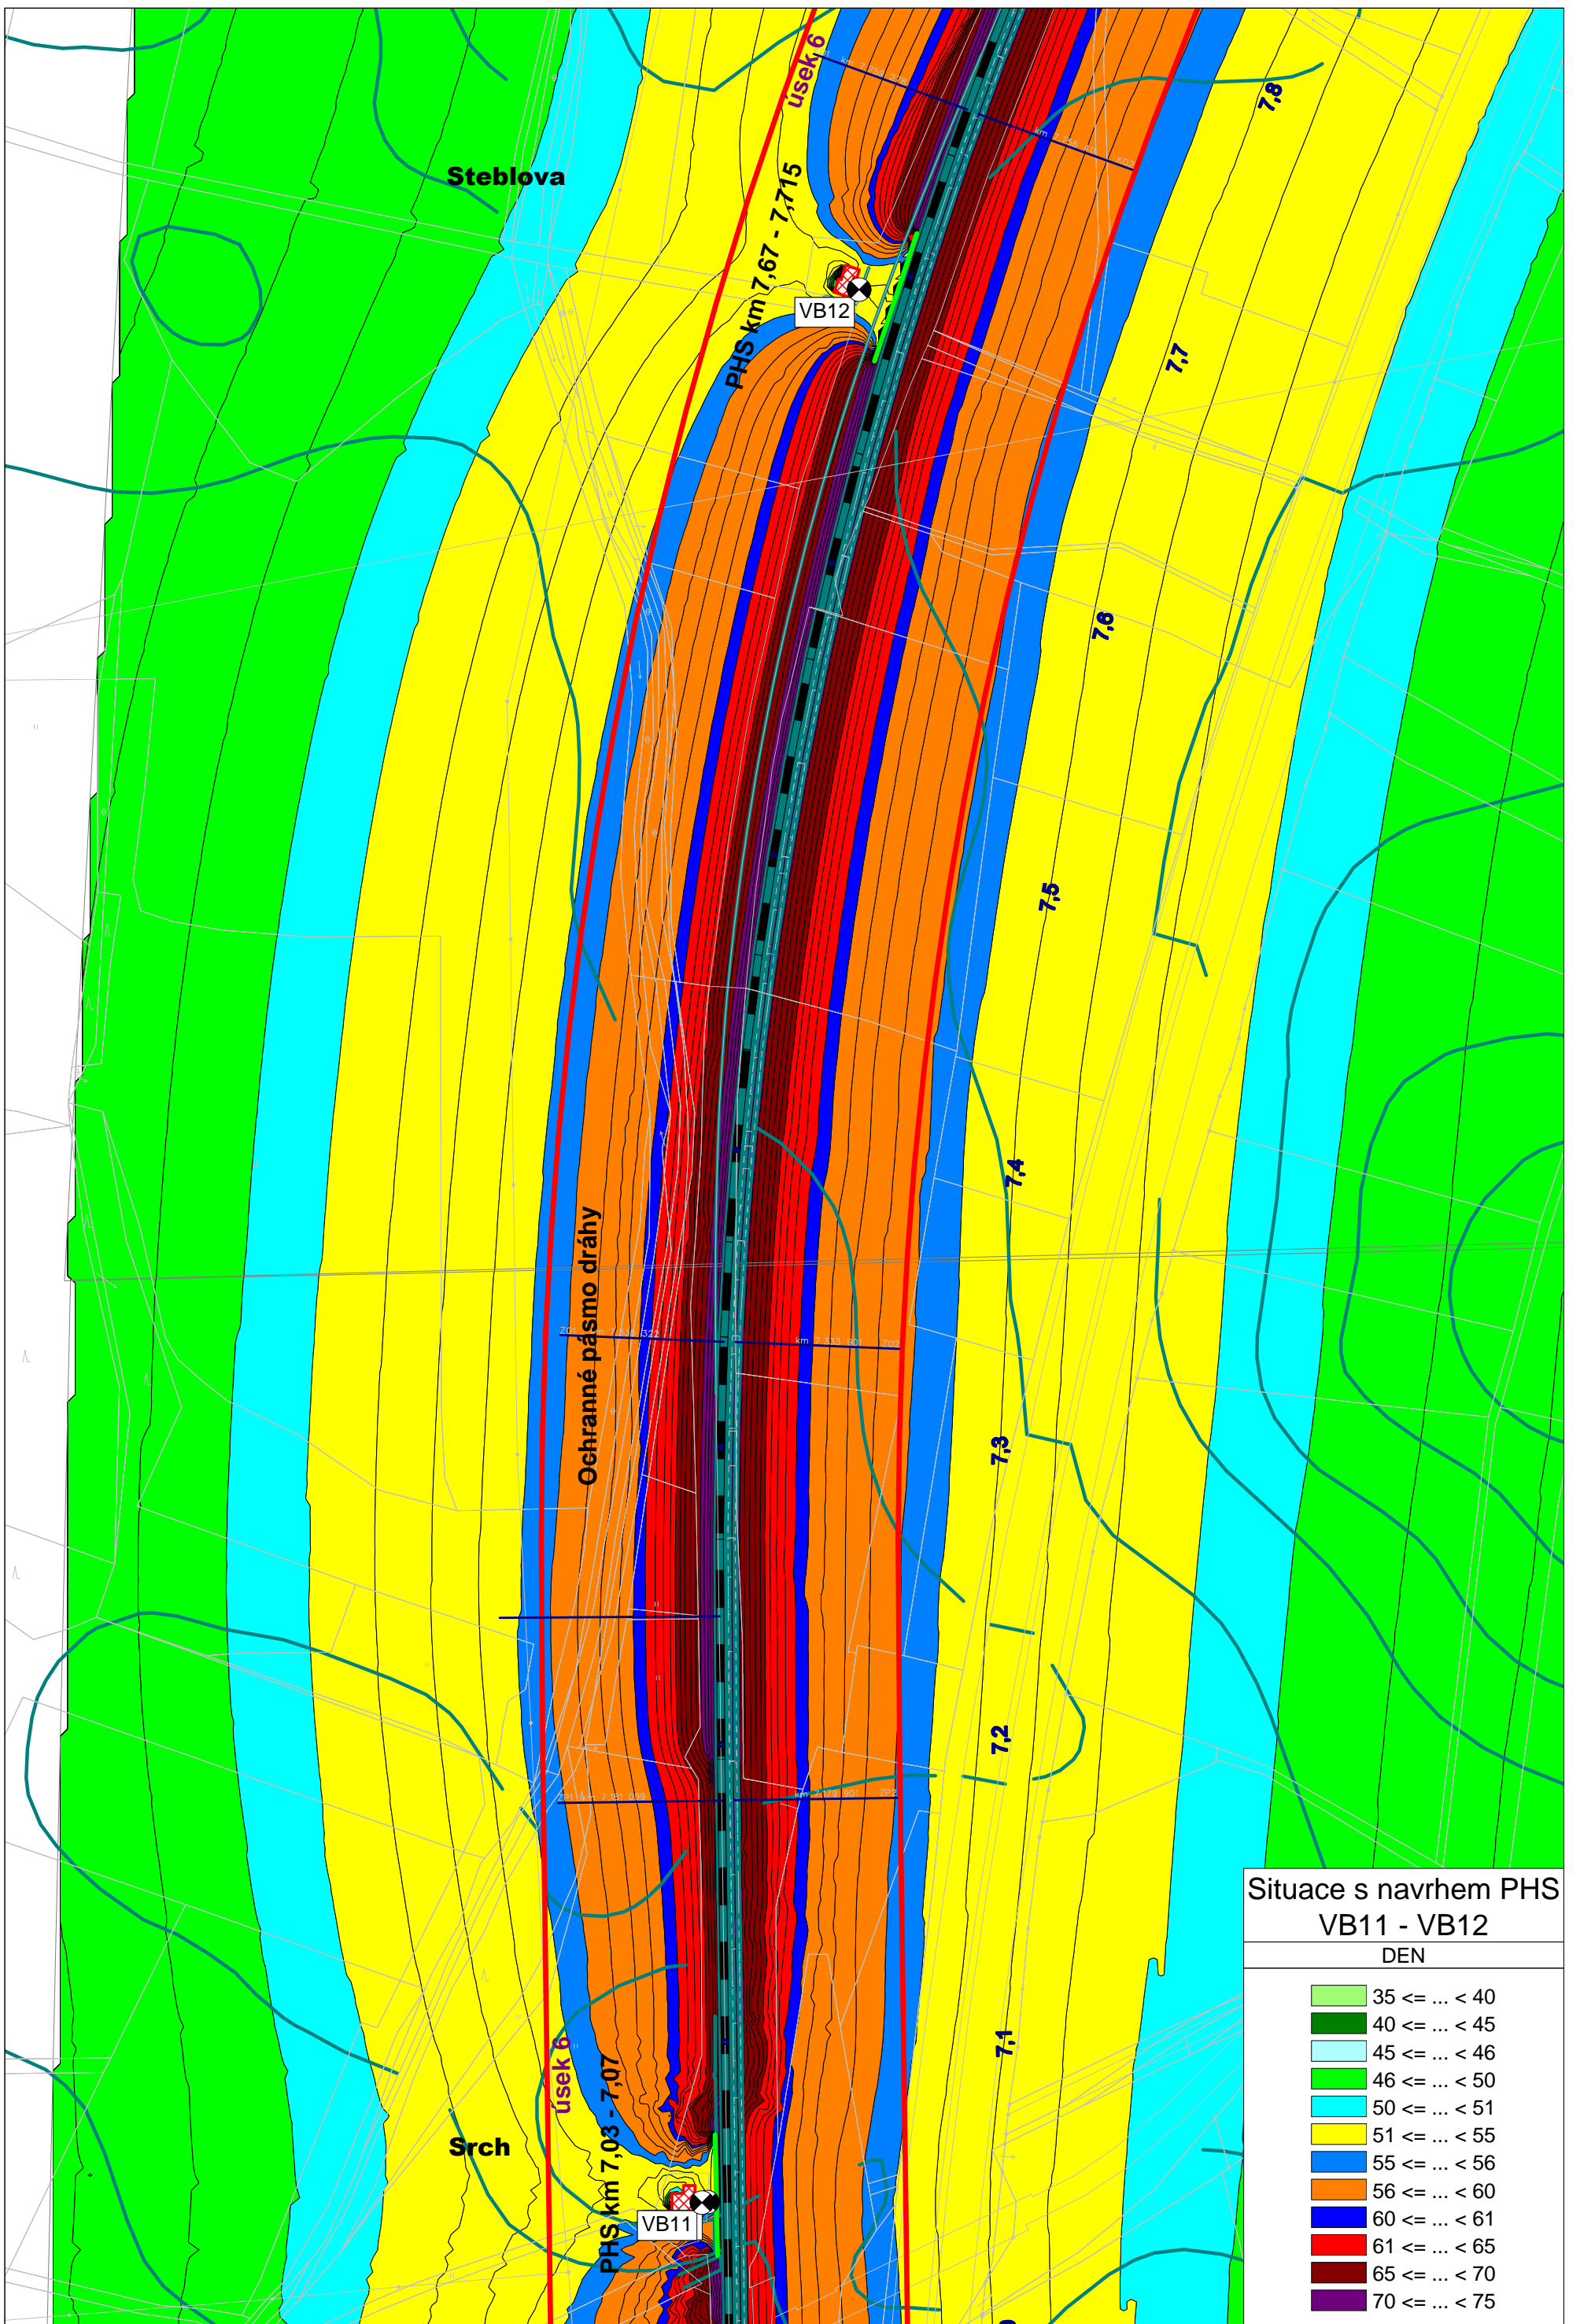 úsek 6
7,8
Steblova
PHS km 7,67 - 7,715
VB12
7,7
7,6
7,5
7,4
Ochranné pásmo dráhy
7,3
7,2
7,1
úsek 6
PHS km 7,03 - 7,07
Srch
VB11
Situace s navrhem PHS
VB11 - VB12
DEN
35 <= ... < 40
40 <= ... < 45
45 <= ... < 46
46 <= ... < 50
50 <= ... < 51
51 <= ... < 55
55 <= ... < 56
56 <= ... < 60
60 <= ... < 61
61 <= ... < 65
65 <= ... < 70
70 <= ... < 75